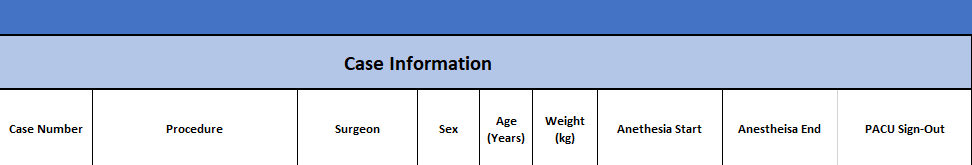 Case Information
Case Number Procedure Surgeon Sex Age (Years) Weight (kg) Anethesia Start Anestheisa End PACU Sign-Out